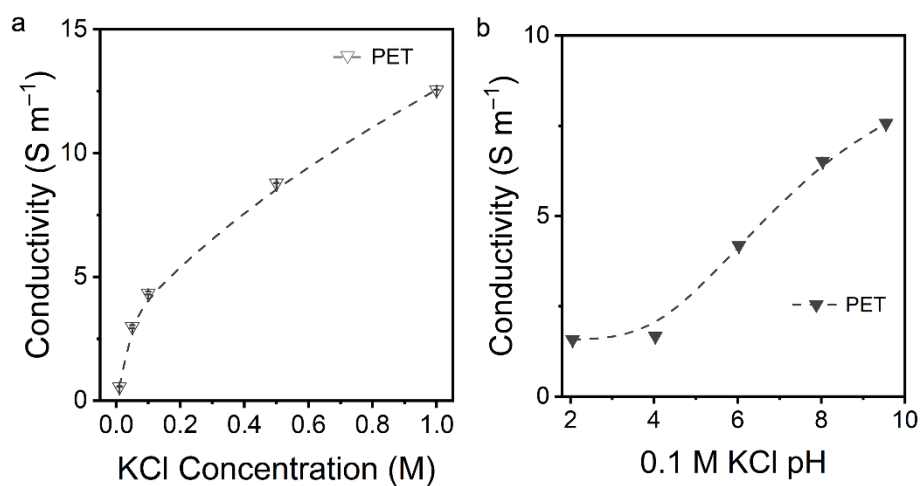 a
15
10
5
0
Conductivity (S m⁻¹)
PET
0.0 0.2 0.4 0.6 0.8 1.0
KCl Concentration (M)
b
10
5
0
Conductivity (S m⁻¹)
PET
2 4 6 8 10
0.1 M KCl pH